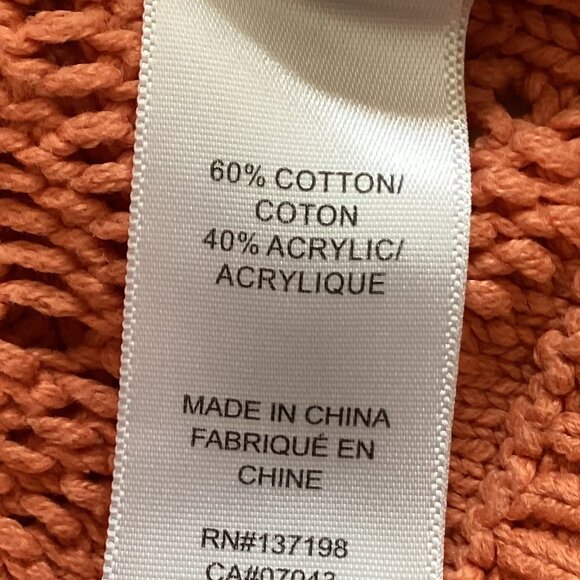 60% COTTON/
COTON
40% ACRYLIC/
ACRYLIQUE
MADE IN CHINA
FABRIQUÉ EN
CHINE
RN#137198